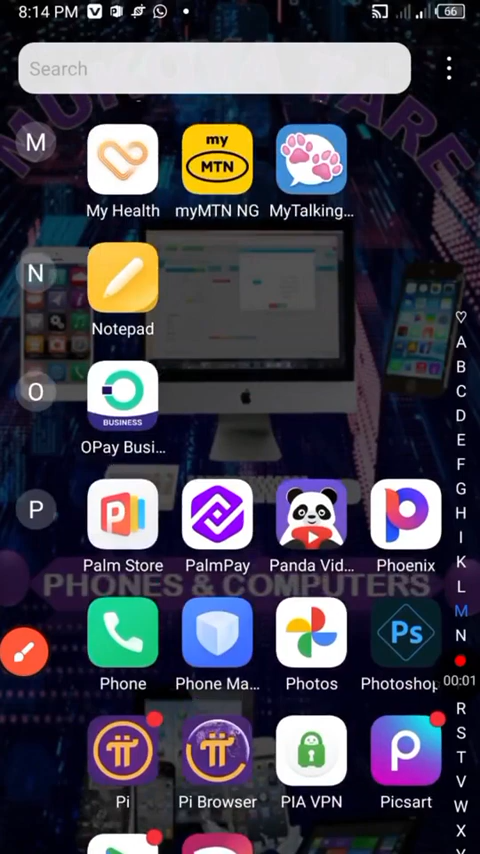 8:14 PM
66
Search
M
my
MTN
My Health
myMTN NG
MyTalking...
N
Notepad
O
BUSINESS
OPay Busi...
P
Palm Store
PalmPay
Panda Vid...
Phoenix
PHONES & COMPUTERS
Ps
Phone
Phone Ma...
Photos
Photoshop
00:01
Pi
Pi Browser
PIA VPN
Picsart
♡
A
B
C
D
E
F
G
H
I
K
L
M
N
R
S
T
V
W
X